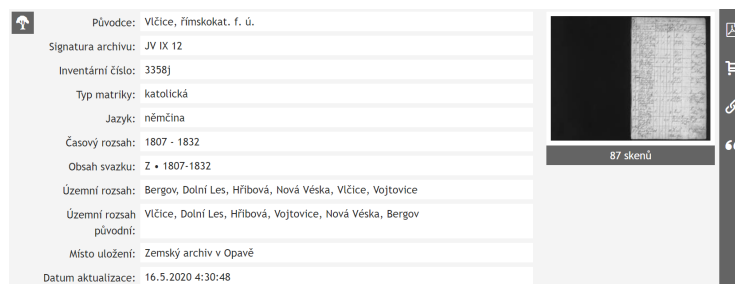 Původce: Vlčice, římskokat. f. ú.
Signatura archivu: JV IX 12
Inventární číslo: 3358j
Typ matriky: katolická
Jazyk: němčina
Časový rozsah: 1807 - 1832
Obsah svazku: Z • 1807-1832
Územní rozsah: Bergov, Dolní Les, Hřibová, Nová Véska, Vlčice, Vojtovice
Územní rozsah původní: Vlčice, Dolní Les, Hřibová, Vojtovice, Nová Véska, Bergov
Místo uložení: Zemský archiv v Opavě
Datum aktualizace: 16.5.2020 4:30:48
87 skenů